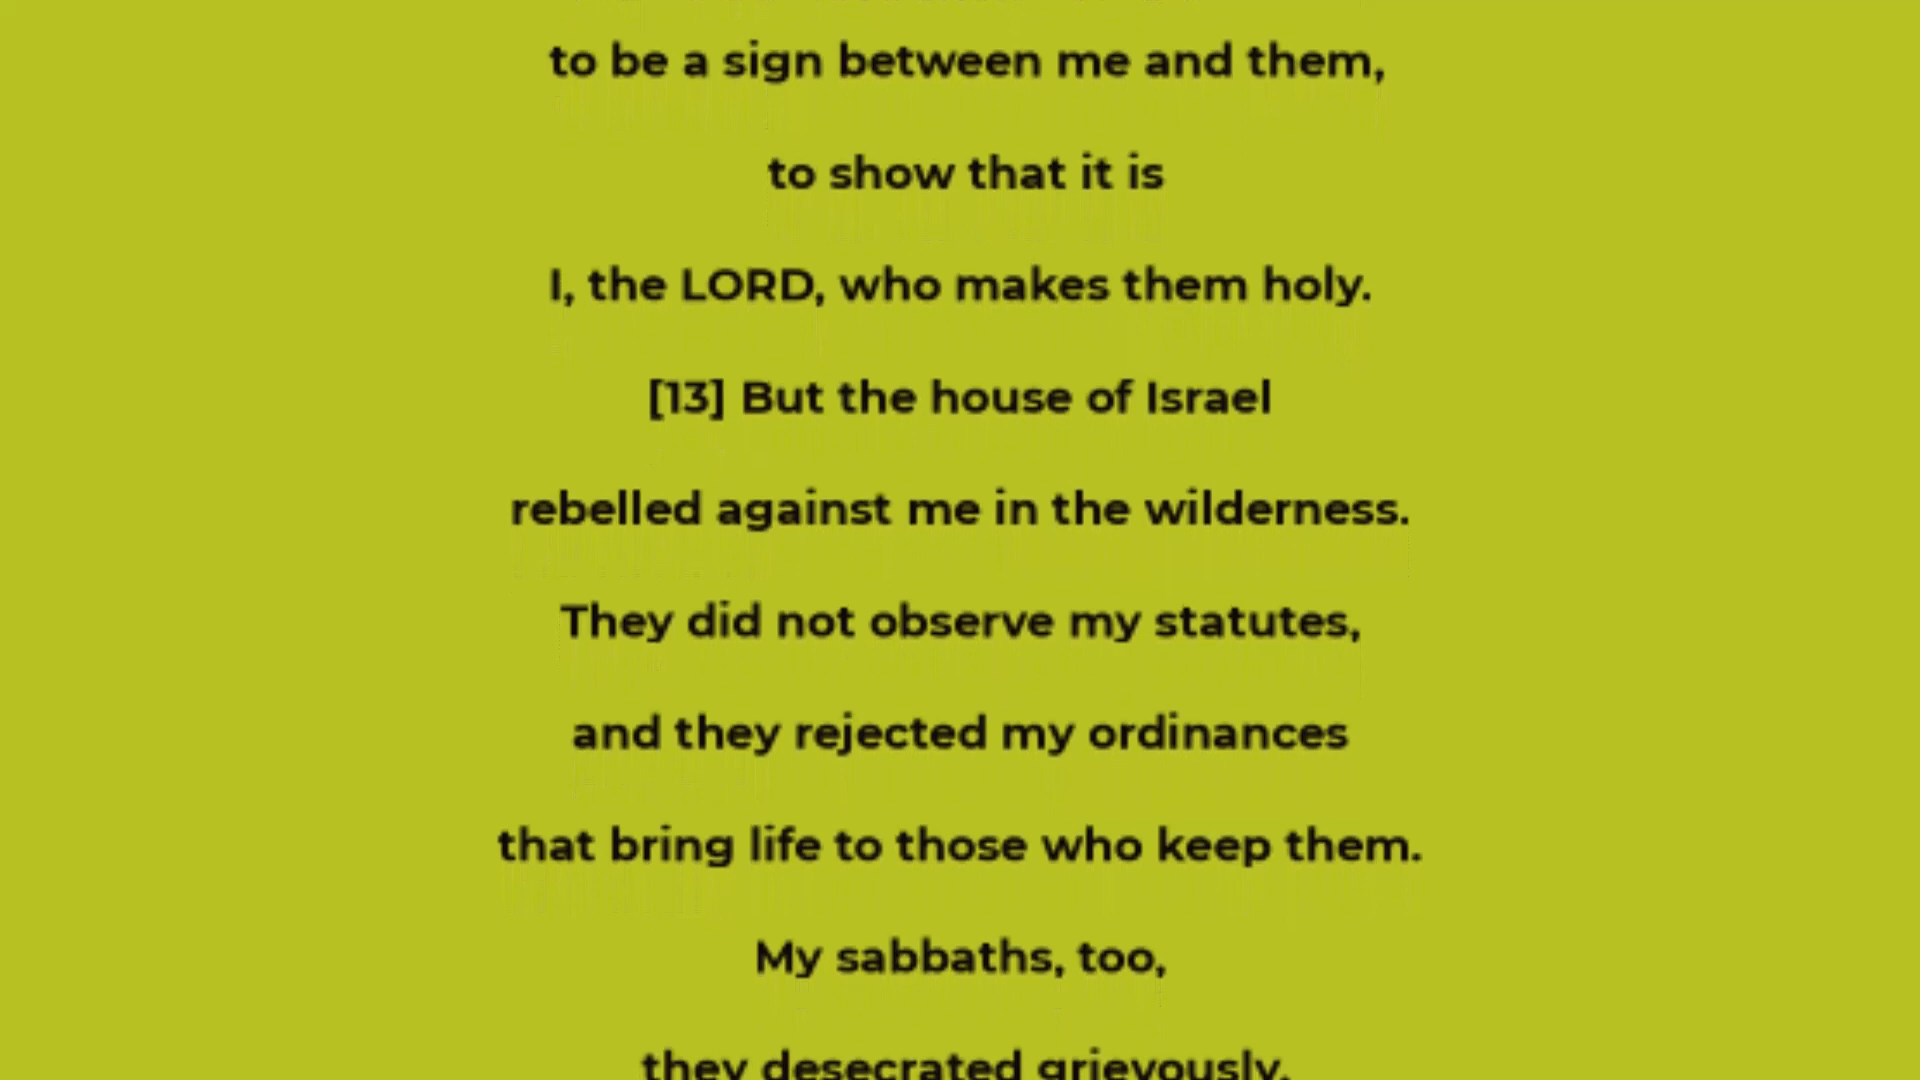 to be a sign between me and them,
to show that it is
I, the LORD, who makes them holy.
[13] But the house of Israel
rebelled against me in the wilderness.
They did not observe my statutes,
and they rejected my ordinances
that bring life to those who keep them.
My sabbaths, too,
they desecrated grievously.